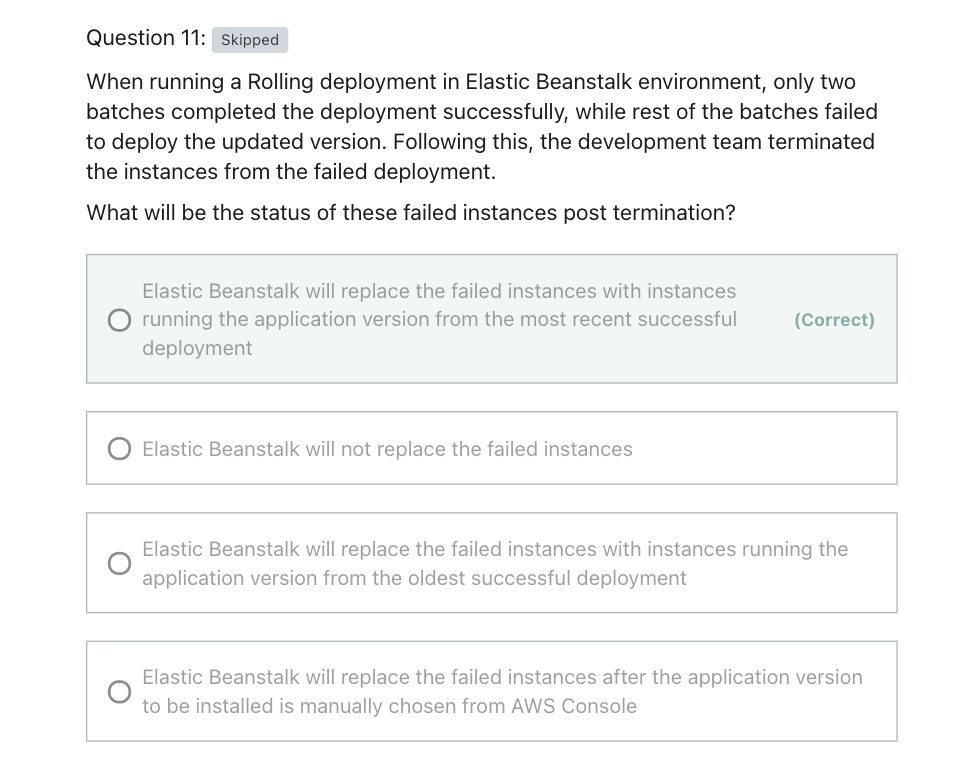 Question 11: Skipped
When running a Rolling deployment in Elastic Beanstalk environment, only two
batches completed the deployment successfully, while rest of the batches failed
to deploy the updated version. Following this, the development team terminated
the instances from the failed deployment.
What will be the status of these failed instances post termination?
Elastic Beanstalk will replace the failed instances with instances
running the application version from the most recent successful (Correct)
deployment
Elastic Beanstalk will not replace the failed instances
Elastic Beanstalk will replace the failed instances with instances running the
application version from the oldest successful deployment
Elastic Beanstalk will replace the failed instances after the application version
to be installed is manually chosen from AWS Console